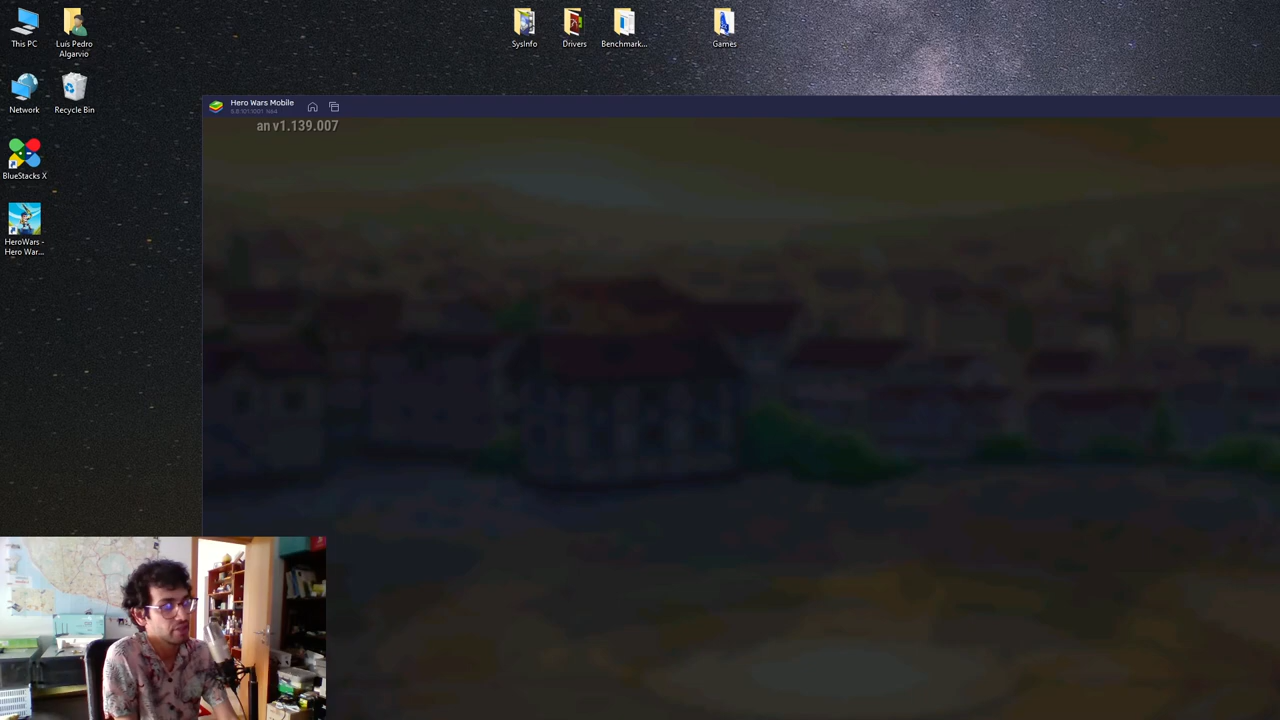 This PC
Luís Pedro
Algarvio
SysInfo
Drivers
Benchmark...
Games
Network
Recycle Bin
Hero Wars Mobile
an v1.139.007
BlueStacks X
HeroWars -
Hero War...